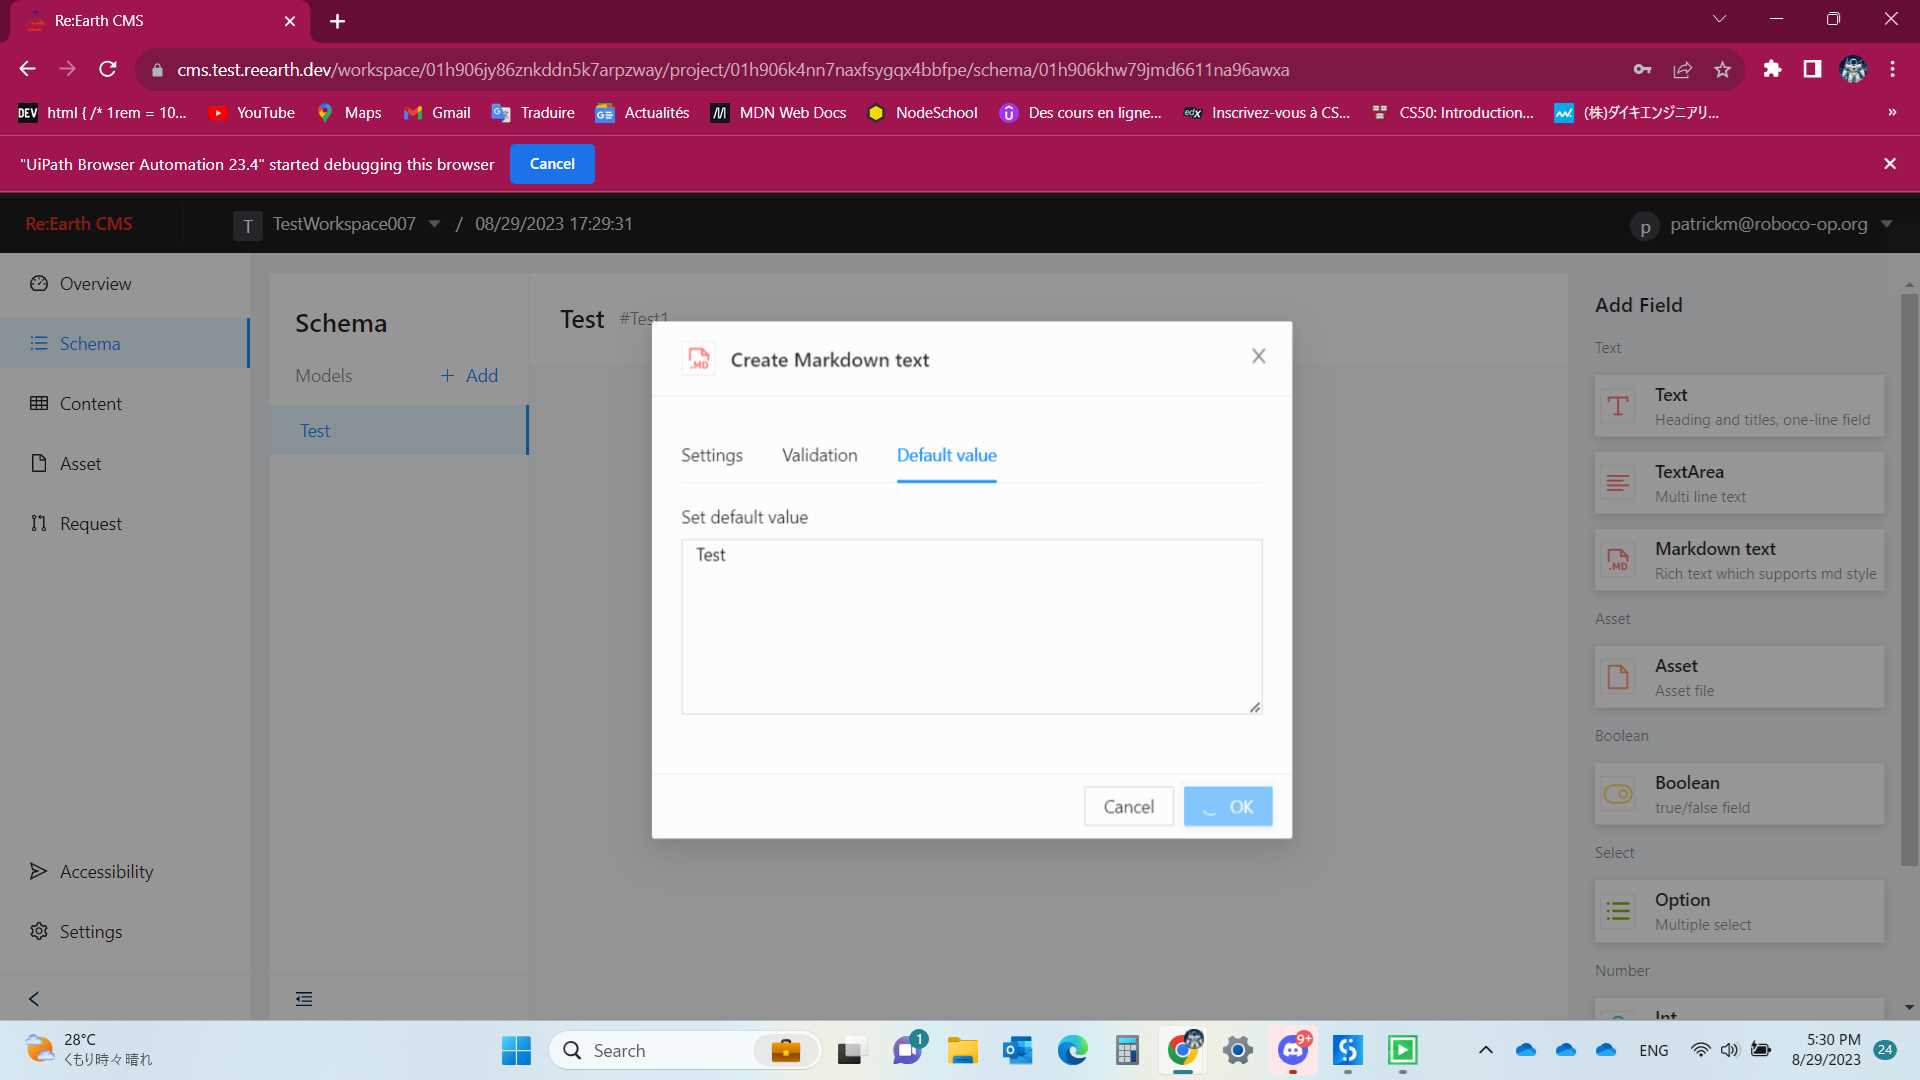 Re:Earth CMS
cms.test.reearth.dev/workspace/01h906jy86znkddn5k7arpzway/project/01h906k4nn7naxfsygqx4bbfpe/schema/01h906khw79jmd6611na96awxa
DEV html { /* 1rem = 10... YouTube Maps Gmail Traduire Actualités MDN Web Docs NodeSchool Des cours en ligne... edX Inscrivez-vous à CS... CS50: Introduction... (株)ダイキエンジニアリ... »
"UiPath Browser Automation 23.4" started debugging this browser Cancel
Re:Earth CMS T TestWorkspace007 / 08/29/2023 17:29:31 p patrickm@roboco-op.org
Overview
Schema
Content
Asset
Request
Accessibility
Settings
Schema
Models + Add
Test
Test #Test1
Create Markdown text
Settings Validation Default value
Set default value
Test
Cancel OK
Add Field
Text
Text
Heading and titles, one-line field
TextArea
Multi line text
.MD Markdown text
Rich text which supports md style
Asset
Asset
Asset file
Boolean
Boolean
true/false field
Select
Option
Multiple select
Number
Int
28°C
くもり時々晴れ
Search
1
9+
ENG
5:30 PM
8/29/2023
24